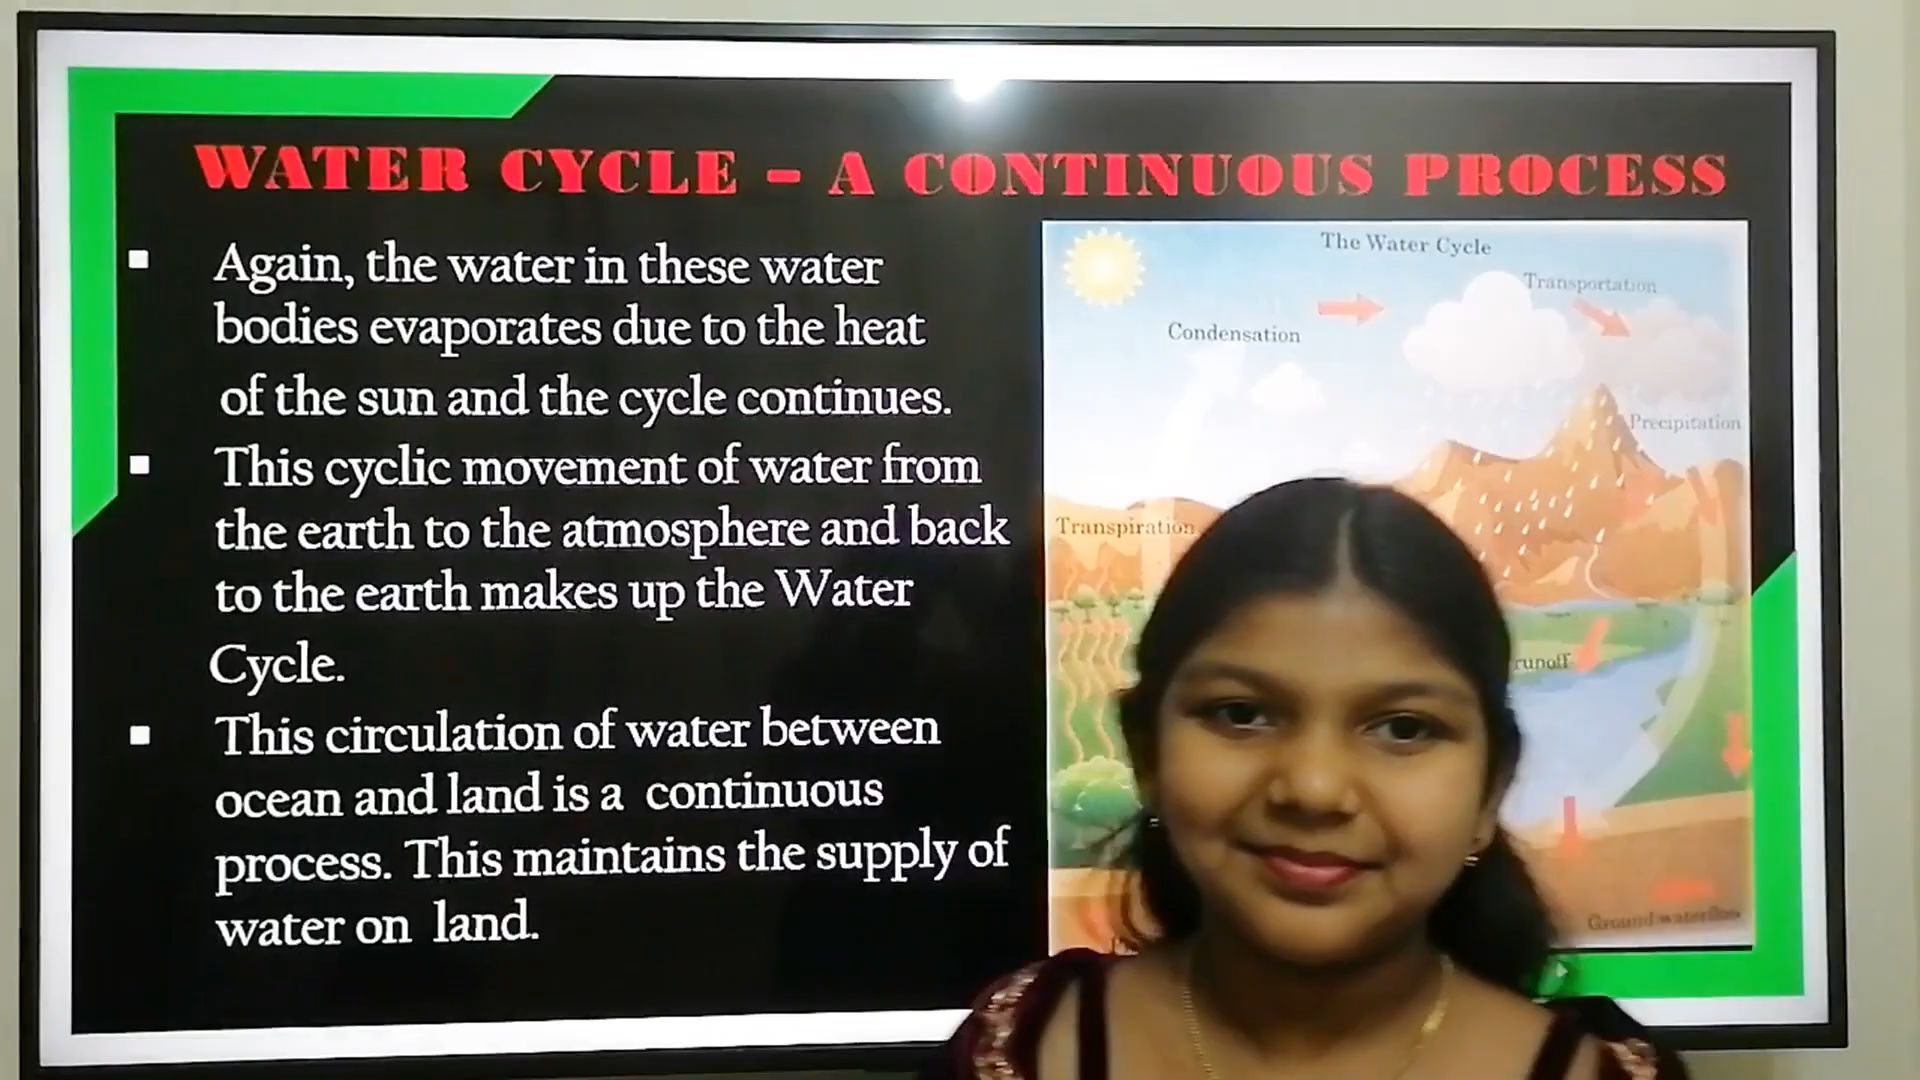 WATER CYCLE – A CONTINUOUS PROCESS
Again, the water in these water
bodies evaporates due to the heat
of the sun and the cycle continues.
This cyclic movement of water from
the earth to the atmosphere and back
to the earth makes up the Water
Cycle.
This circulation of water between
ocean and land is a continuous
process. This maintains the supply of
water on land.
The Water Cycle
Transportation
Condensation
Precipitation
Transpiration
runoff